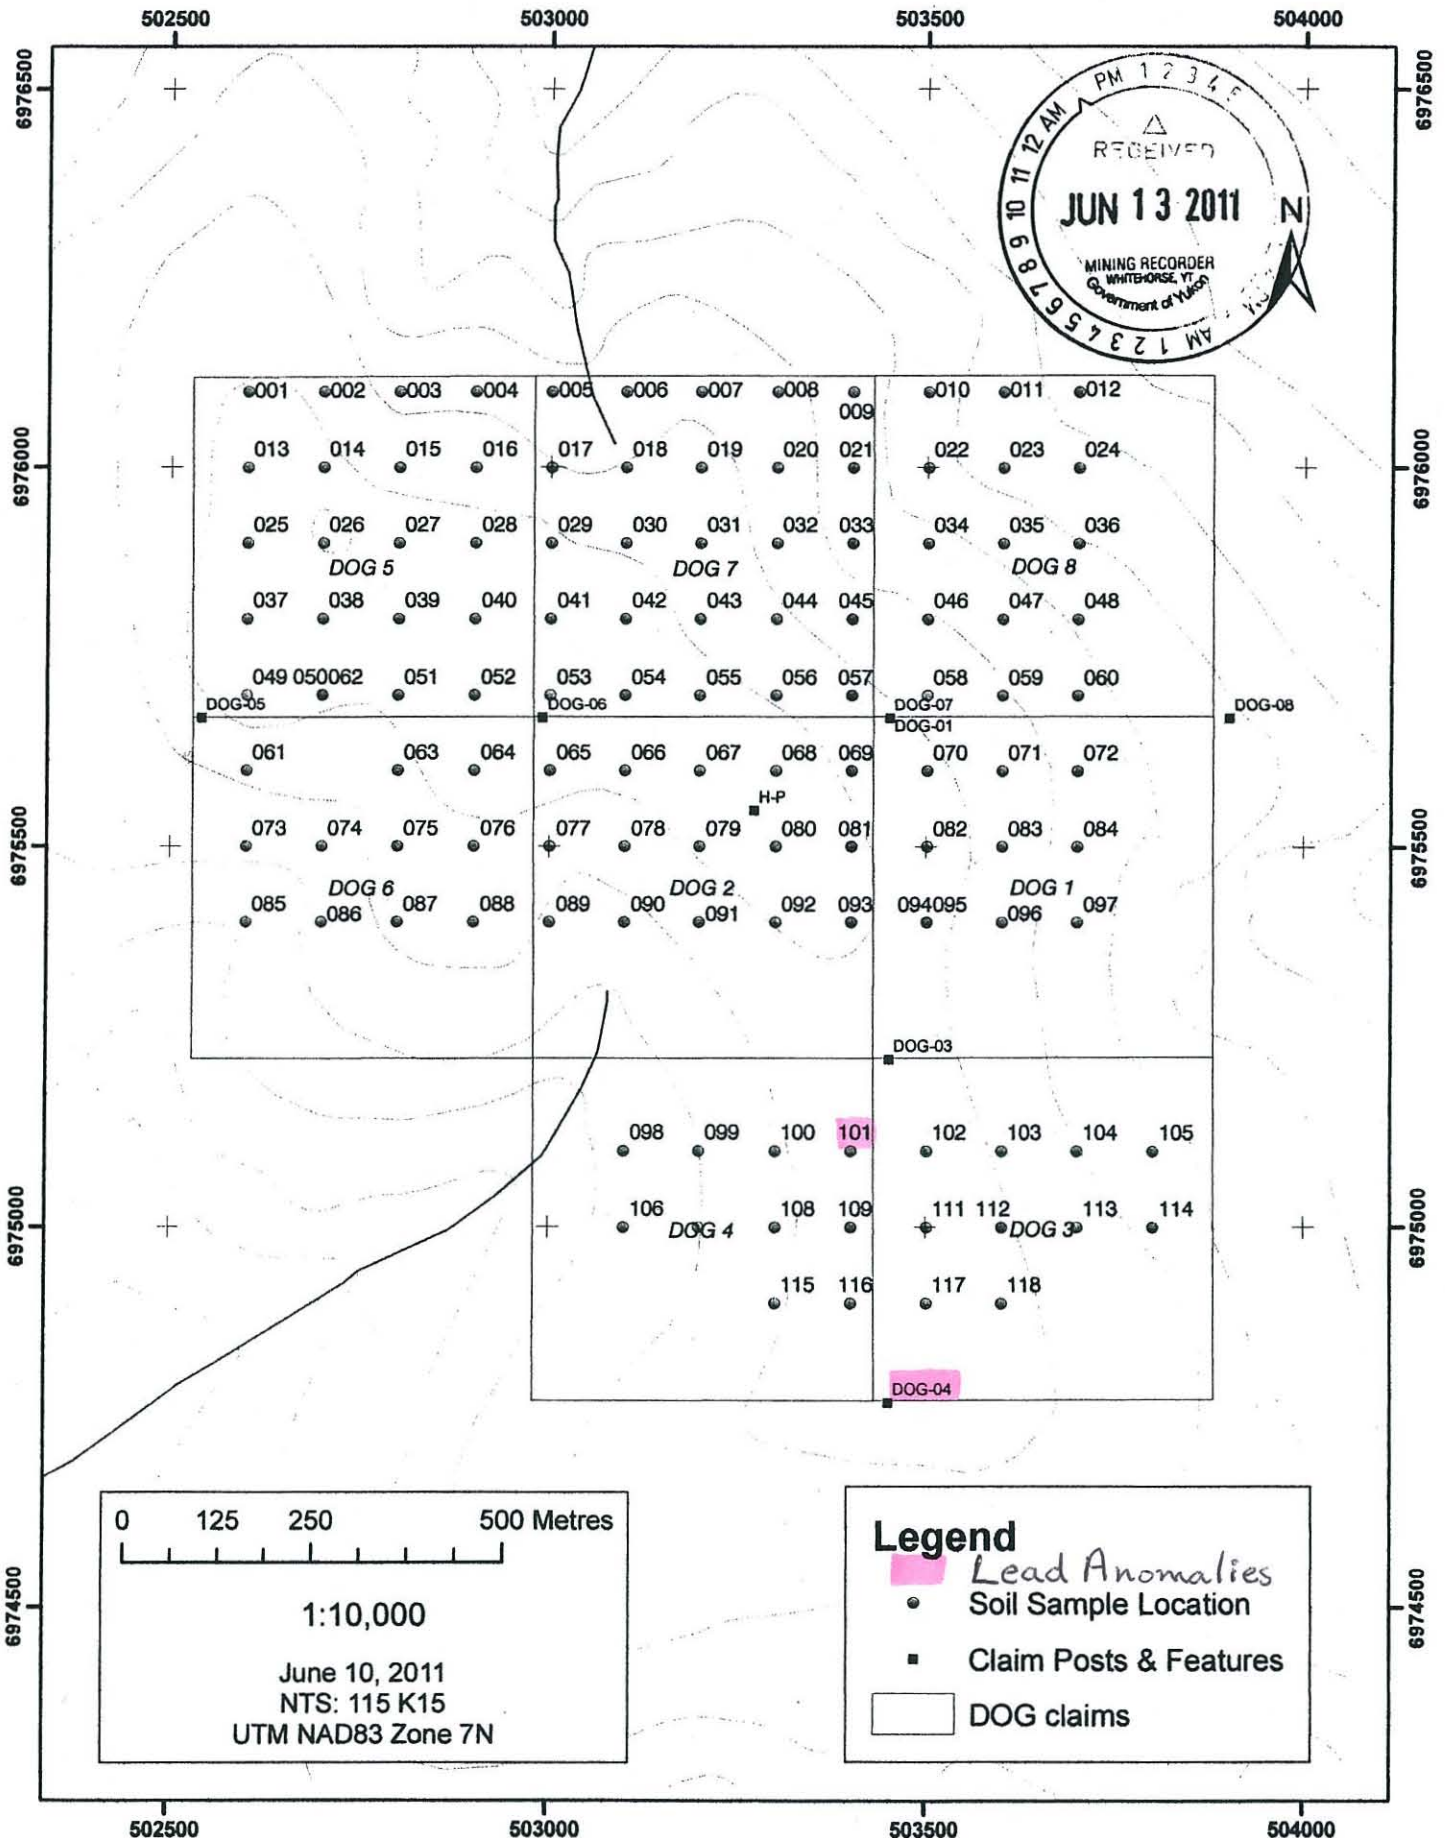 502500 503000 503500 504000
6976500 6976500
12 AM PM 1 2 3 4
RECEIVED
JUN 13 2011
MINING RECORDER
WHITEHORSE, YT
Government of Yukon
11 10 9 8 7 6 5 4 3 2 1 AM
N
001 002 003 004 005 006 007 008 009 010 011 012
6976000 6976000
013 014 015 016 017 018 019 020 021 022 023 024
025 026 027 028 029 030 031 032 033 034 035 036
DOG 5 DOG 7 DOG 8
037 038 039 040 041 042 043 044 045 046 047 048
049 050062 051 052 053 054 055 056 057 058 059 060
DOG-05 DOG-06 DOG-07 DOG-08
DOG-01
061 063 064 065 066 067 068 069 070 071 072
H-P
6975500 6975500
073 074 075 076 077 078 079 080 081 082 083 084
DOG 6 DOG 2 DOG 1
085 086 087 088 089 090 091 092 093 094095 096 097
DOG-03
098 099 100 101 102 103 104 105
6975000 6975000
106 108 109 111 112 113 114
DOG 4 DOG 3
115 116 117 118
DOG-04
0 125 250 500 Metres
1:10,000
June 10, 2011
NTS: 115 K15
UTM NAD83 Zone 7N
Legend
Lead Anomalies
Soil Sample Location
Claim Posts & Features
DOG claims
6974500 6974500
502500 503000 503500 504000